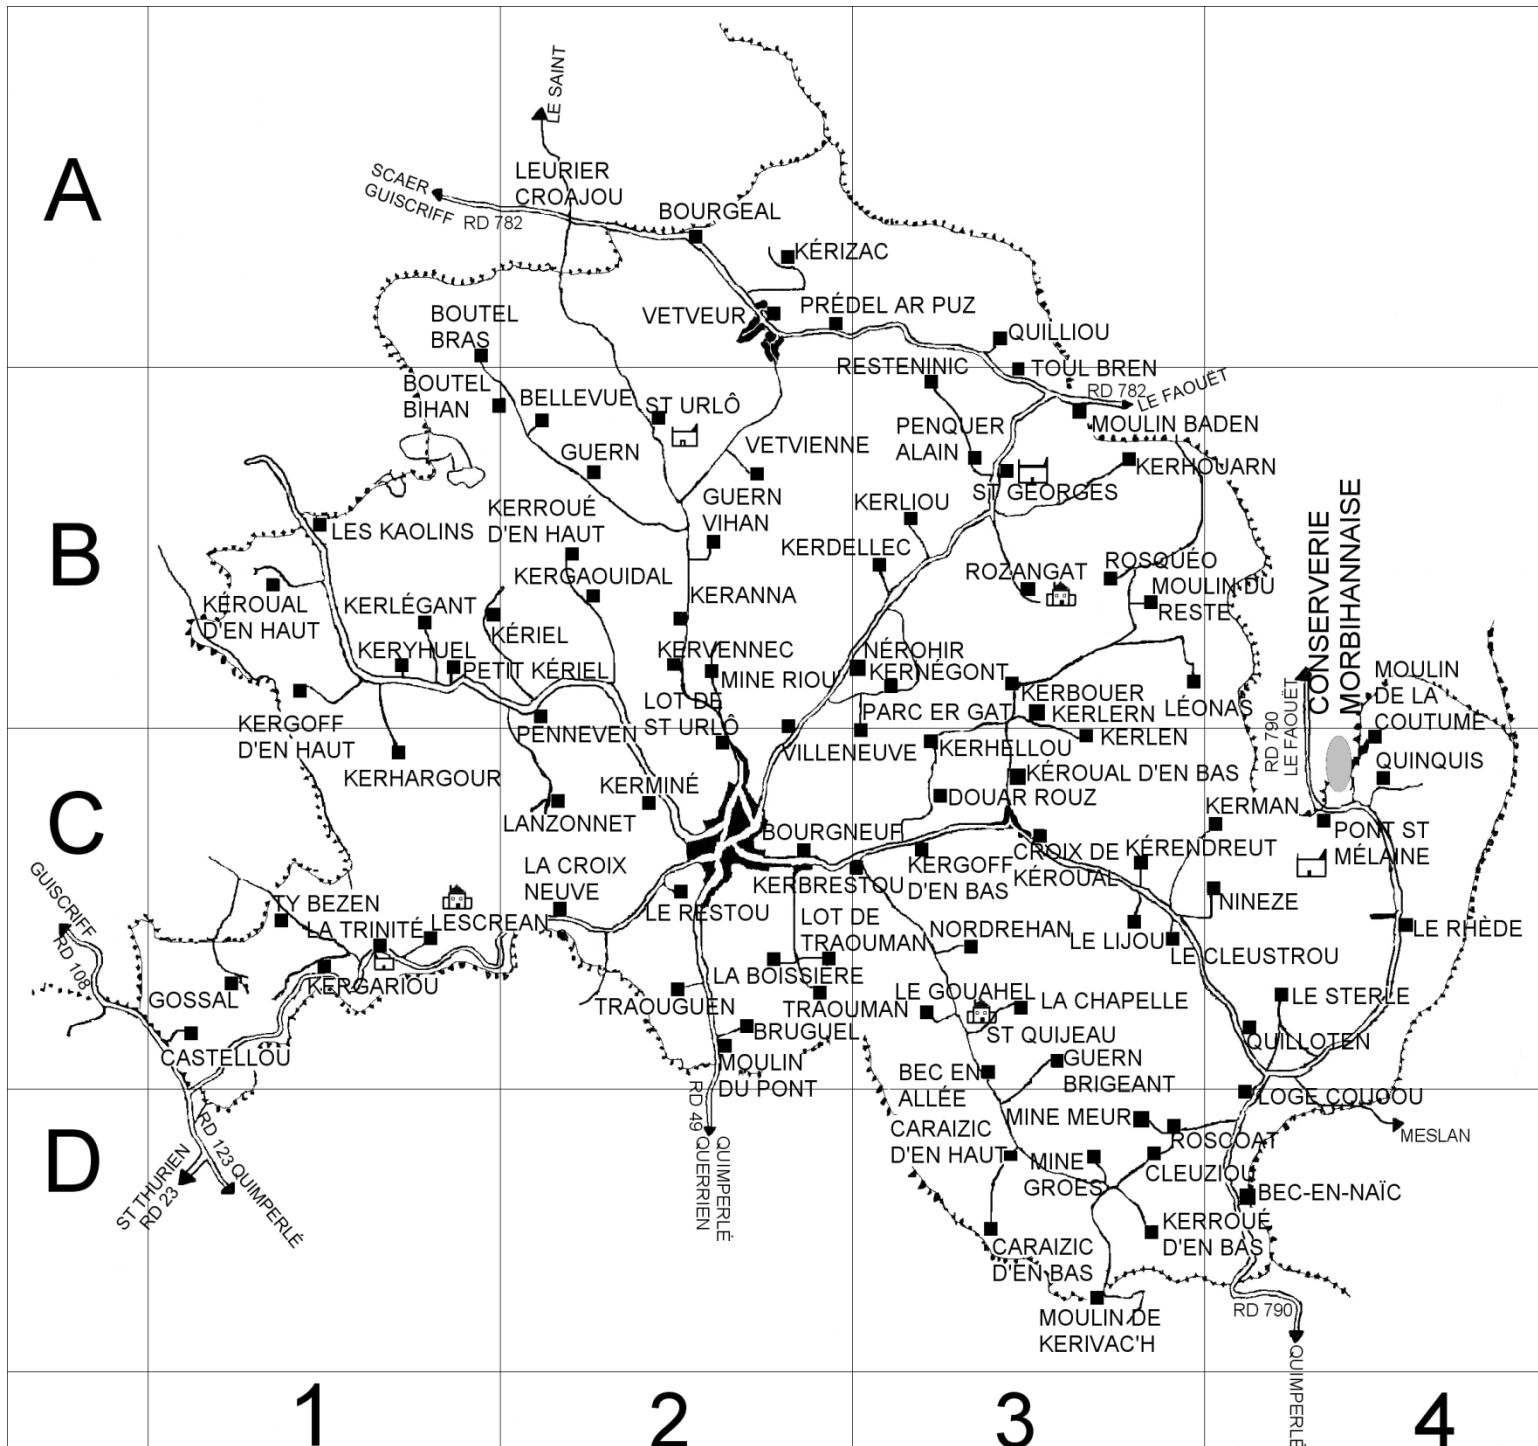 A
LE SAINT
SCAER
GUISCRIFF
RD 782
LEURIER
CROAJOU
BOURGEAL
KÉRIZAC
VETVEUR
PRÉDEL AR PUZ
QUILLIOU
BOUTEL
BRAS
RESTENINIC
TOUL BREN
RD 782
LE FAOUËT
BOUTEL
BIHAN
BELLEVUE
ST URLÔ
MOULIN BADEN
PENQUER
ALAIN
VETVIENNE
GUERN
KERHOUARN
ST GEORGES
GUERN
VIHAN
KERLIOU
KERROUÉ
D'EN HAUT
LES KAOLINS
B
KERDELLEC
KERGAOUIDAL
ROZANGAT
ROSQUÉO
MOULIN DU
RESTE
CONSERVERIE
MORBIHANNAISE
KÉROUAL
D'EN HAUT
KERLÉGANT
KERANNA
KÉRIEL
KERYHUEL
PETIT KÉRIEL
KERVENNEC
MINE RIOU
NÉROHIR
KERNÉGONT
KERBOUER
LÉONAS
MOULIN
DE LA
COUTUME
KERGOFF
D'EN HAUT
LOT DE
ST URLÔ
PARC ER GAT
KERLERN
PENNEVEN
VILLENEUVE
KERHELLOU
KERLEN
RD 790
LE FAOUËT
KERHARGOUR
QUINQUIS
KERMINÉ
KÉROUAL D'EN BAS
DOUAR ROUZ
C
LANZONNET
KERMAN
PONT ST
MÉLAINE
BOURGNEUF
KERGOFF
D'EN BAS
CROIX DE
KÉROUAL
KÉRENDREUT
LA CROIX
NEUVE
KERBRESTOU
LE RESTOU
NINEZE
GUISCRIFF
RD 108
TY BEZEN
LA TRINITÉ
LESCREAN
LOT DE
TRAOUMAN
NORDREHAN
LE LIJOU
LE RHÈDE
LE CLEUSTROU
GOSSAL
KERGARIOU
LA BOISSIERE
TRAOUGUEN
TRAOUMAN
LE GOUAHEL
LA CHAPELLE
LE STERLE
BRUGUEL
ST QUIJEAU
QUILLOTEN
CASTELLOU
MOULIN
DU PONT
BEC EN
ALLÉE
GUERN
BRIGEANT
LOGE COUCOU
D
RD 123 QUIMPERLÉ
ST THURIEN
RD 23
RD 49
QUERRIEN
QUIMPERLÉ
MINE MEUR
MESLAN
CARAIZIC
D'EN HAUT
ROSCOAT
MINE
GROES
CLEUZIOU
BEC-EN-NAÏC
KERROUÉ
D'EN BAS
CARAIZIC
D'EN BAS
MOULIN DE
KERIVAC'H
RD 790
QUIMPERLÉ
1
2
3
4